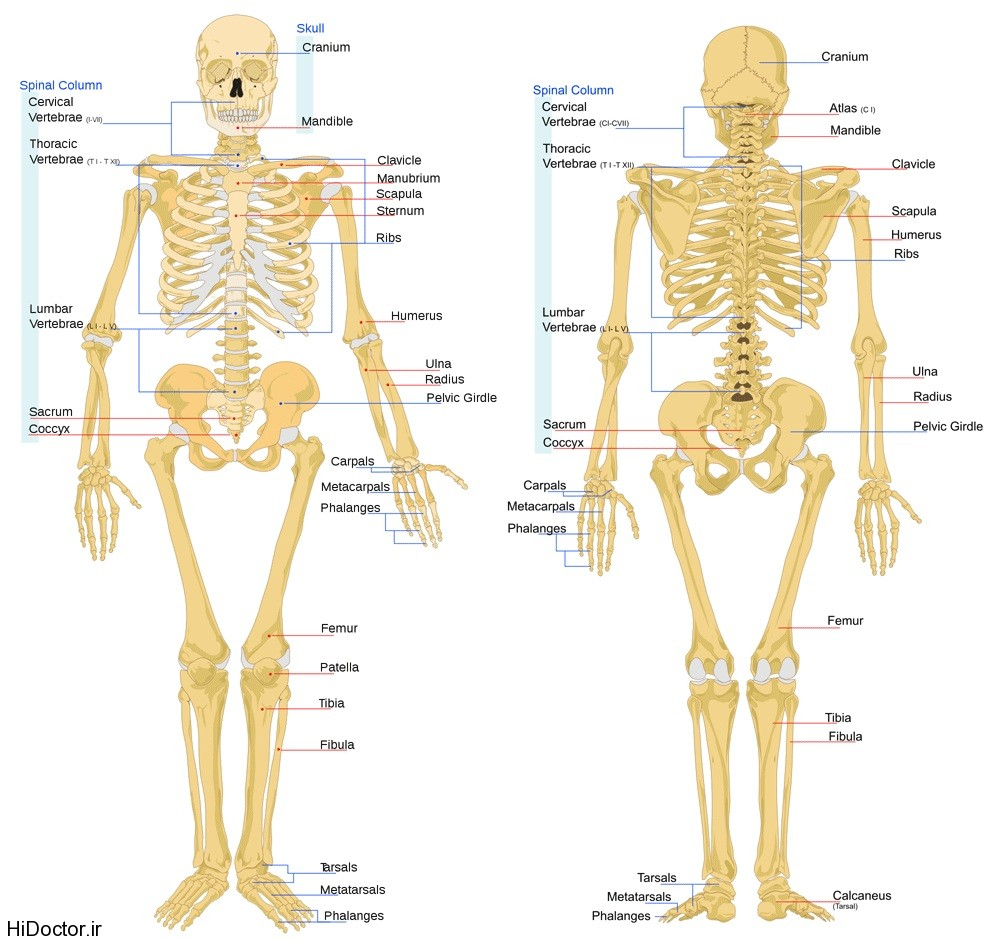 Skull
Cranium
Spinal Column
Cervical
Vertebrae (I-VII)
Mandible
Thoracic
Vertebrae (T I - T XII)
Clavicle
Manubrium
Scapula
Sternum
Ribs
Lumbar
Vertebrae (L I - L V)
Humerus
Ulna
Radius
Pelvic Girdle
Sacrum
Coccyx
Carpals
Metacarpals
Phalanges
Femur
Patella
Tibia
Fibula
Tarsals
Metatarsals
Phalanges
Cranium
Spinal Column
Cervical
Vertebrae (CI-CVII)
Atlas (C I)
Mandible
Thoracic
Vertebrae (T I - T XII)
Clavicle
Scapula
Humerus
Ribs
Lumbar
Vertebrae (L I - L V)
Ulna
Radius
Sacrum
Pelvic Girdle
Coccyx
Carpals
Metacarpals
Phalanges
Femur
Tibia
Fibula
Tarsals
Metatarsals
Phalanges
Calcaneus
(Tarsal)
HiDoctor.ir